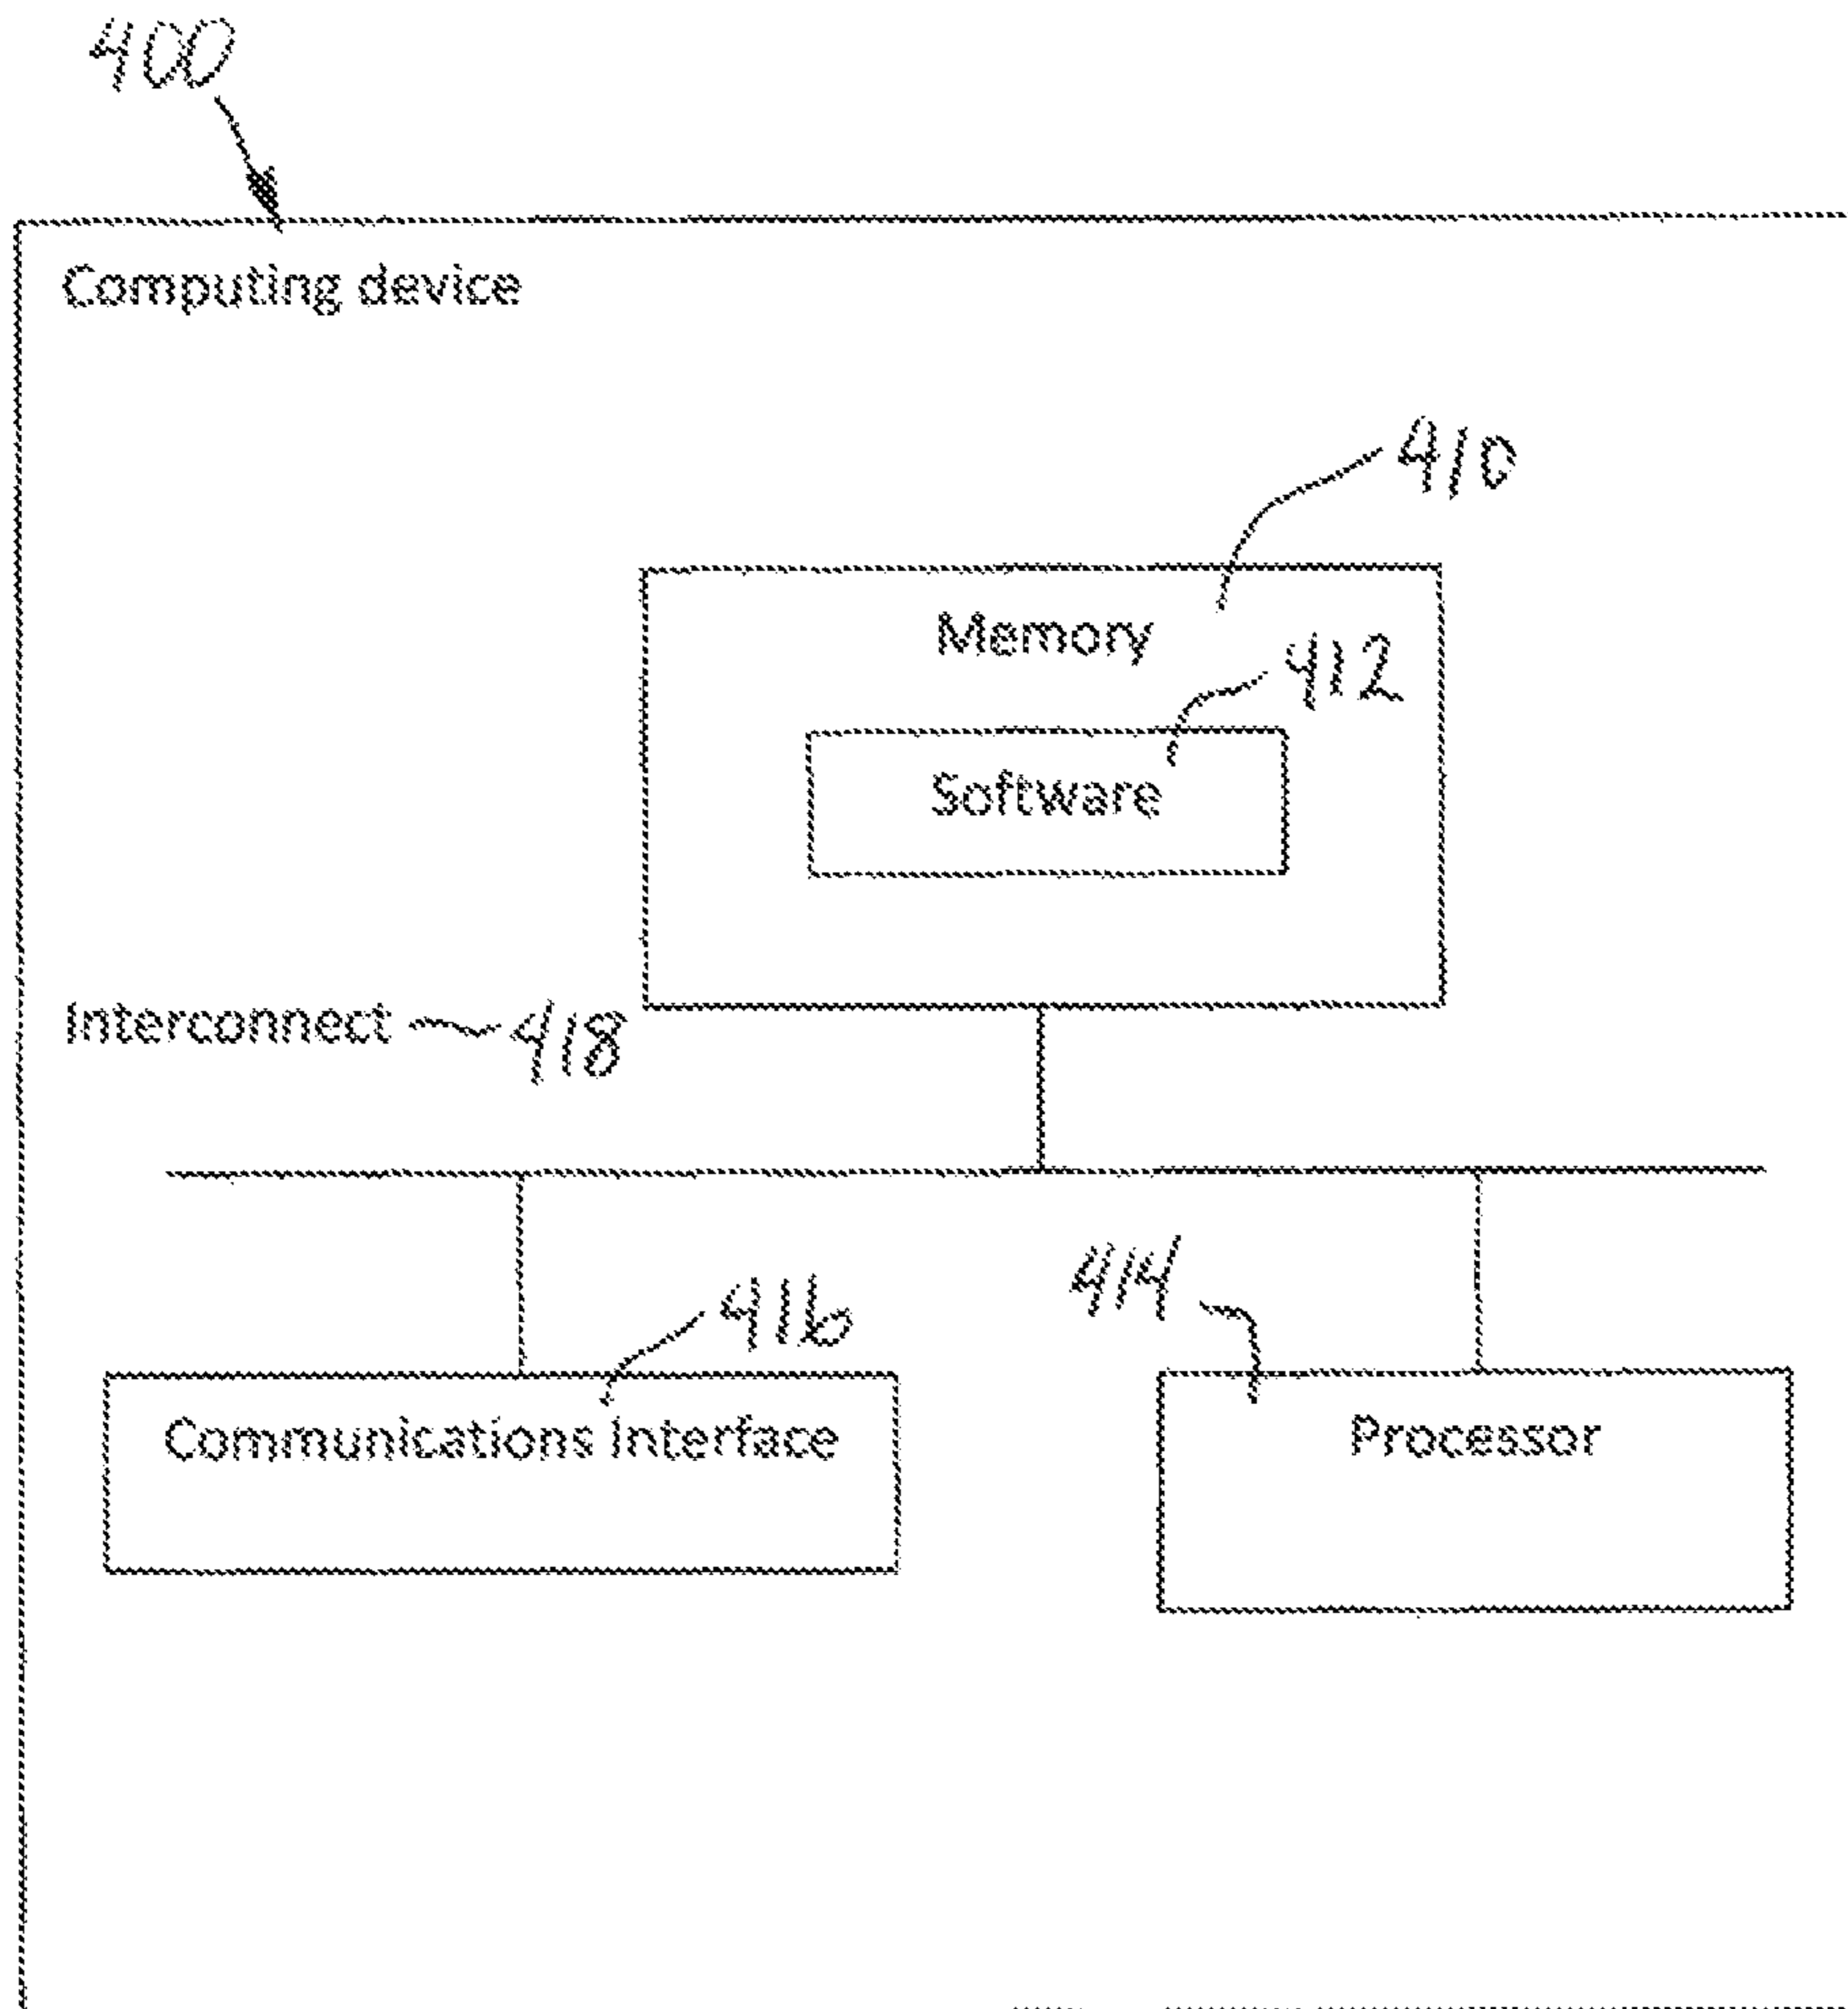 400
Computing device
410
Memory
412
Software
Interconnect 418
416
414
Communications Interface
Processor